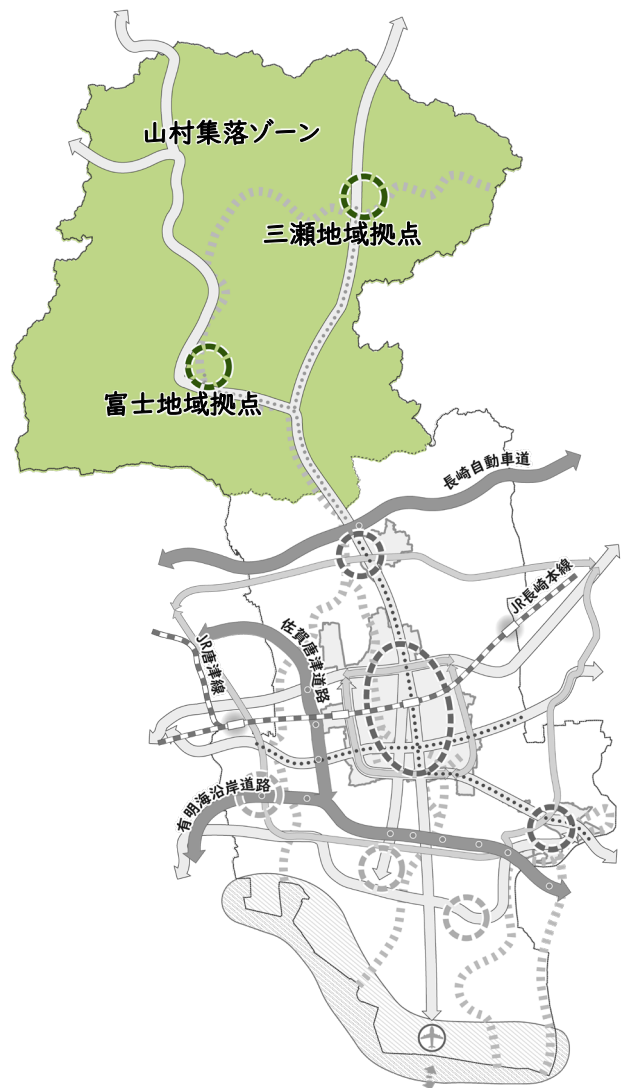 山村集落ゾーン
三瀬地域拠点
富士地域拠点
長崎自動車道
JR長崎本線
佐賀唐津道路
JR唐津線
有明海沿岸道路